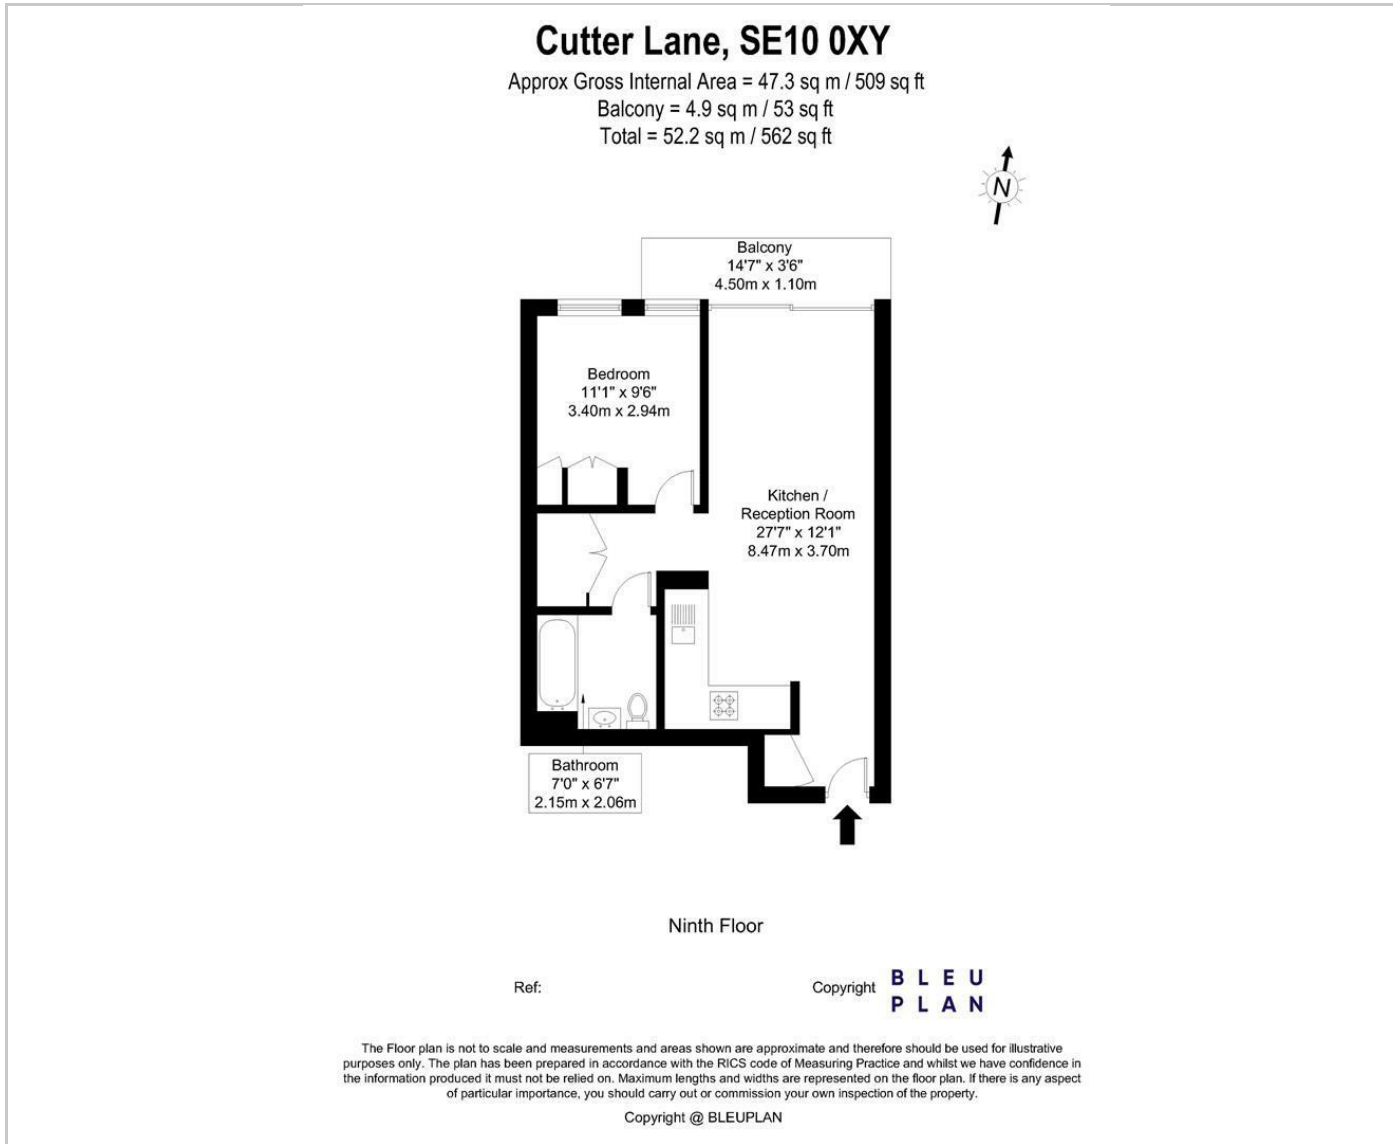 Cutter Lane, SE10 0XY
Approx Gross Internal Area = 47.3 sq m / 509 sq ft
Balcony = 4.9 sq m / 53 sq ft
Total = 52.2 sq m / 562 sq ft
N
Balcony
14'7" x 3'6"
4.50m x 1.10m
Bedroom
11'1" x 9'6"
3.40m x 2.94m
Kitchen /
Reception Room
27'7" x 12'1"
8.47m x 3.70m
Bathroom
7'0" x 6'7"
2.15m x 2.06m
Ninth Floor
Ref:
Copyright
BLEU
PLAN
The Floor plan is not to scale and measurements and areas shown are approximate and therefore should be used for illustrative
purposes only. The plan has been prepared in accordance with the RICS code of Measuring Practice and whilst we have confidence in
the information produced it must not be relied on. Maximum lengths and widths are represented on the floor plan. If there is any aspect
of particular importance, you should carry out or commission your own inspection of the property.
Copyright @ BLEUPLAN